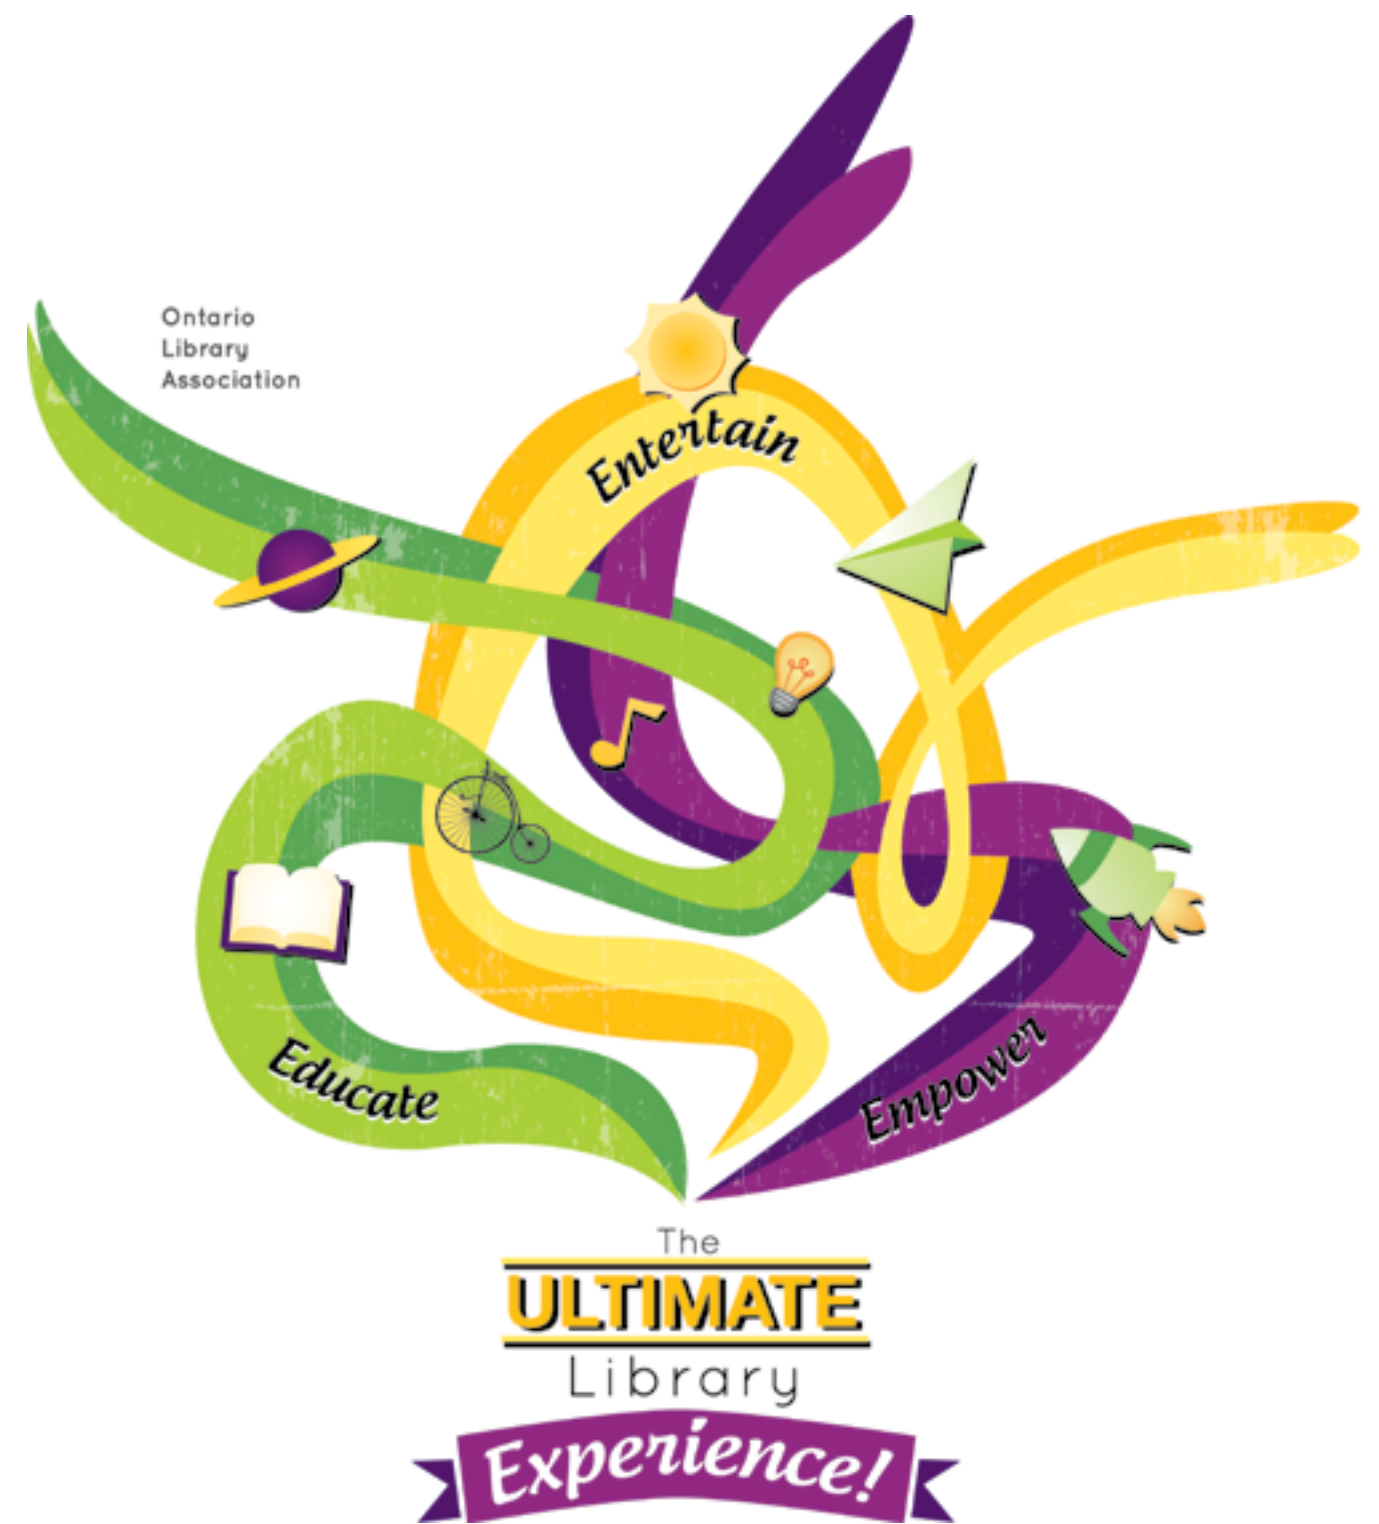 Ontario
Library
Association
Entertain
Educate
Empower
The
ULTIMATE
Library
Experience!